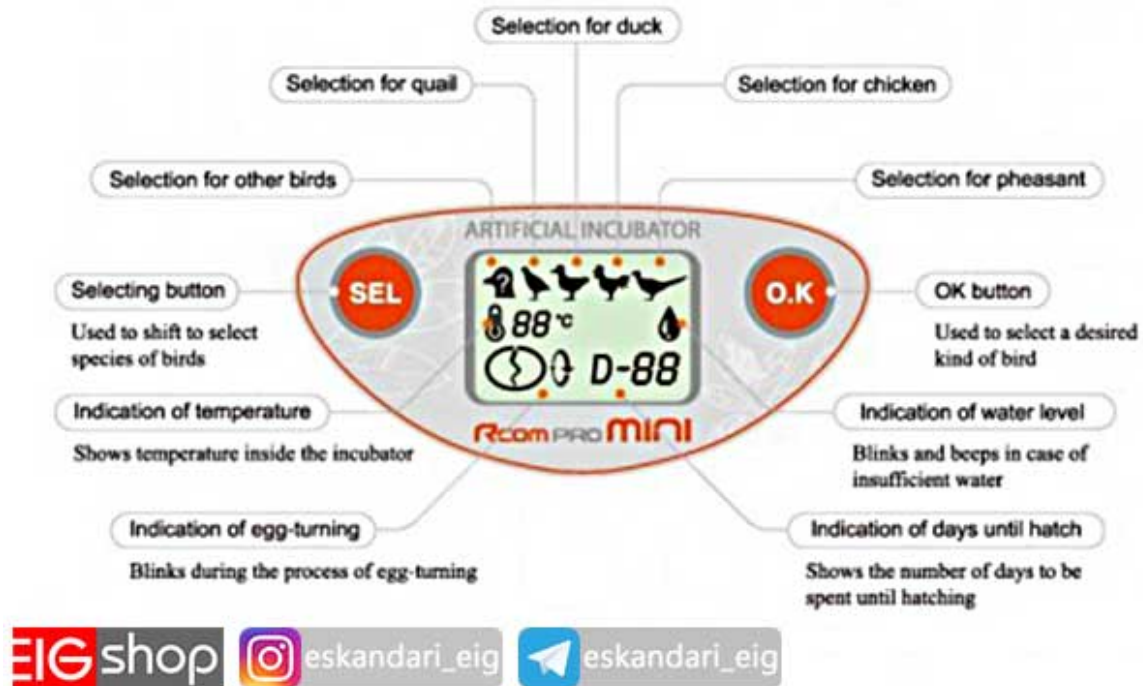 Selection for duck
Selection for quail
Selection for chicken
Selection for other birds
Selection for pheasant
ARTIFICIAL INCUBATOR
Selecting button
Used to shift to select
species of birds
SEL
O.K
OK button
Used to select a desired
kind of bird
?
88 °C
D-88
Indication of temperature
Shows temperature inside the incubator
Rcom PRO MINI
Indication of water level
Blinks and beeps in case of
insufficient water
Indication of egg-turning
Blinks during the process of egg-turning
Indication of days until hatch
Shows the number of days to be
spent until hatching
EIG shop
eskandari_eig
eskandari_eig